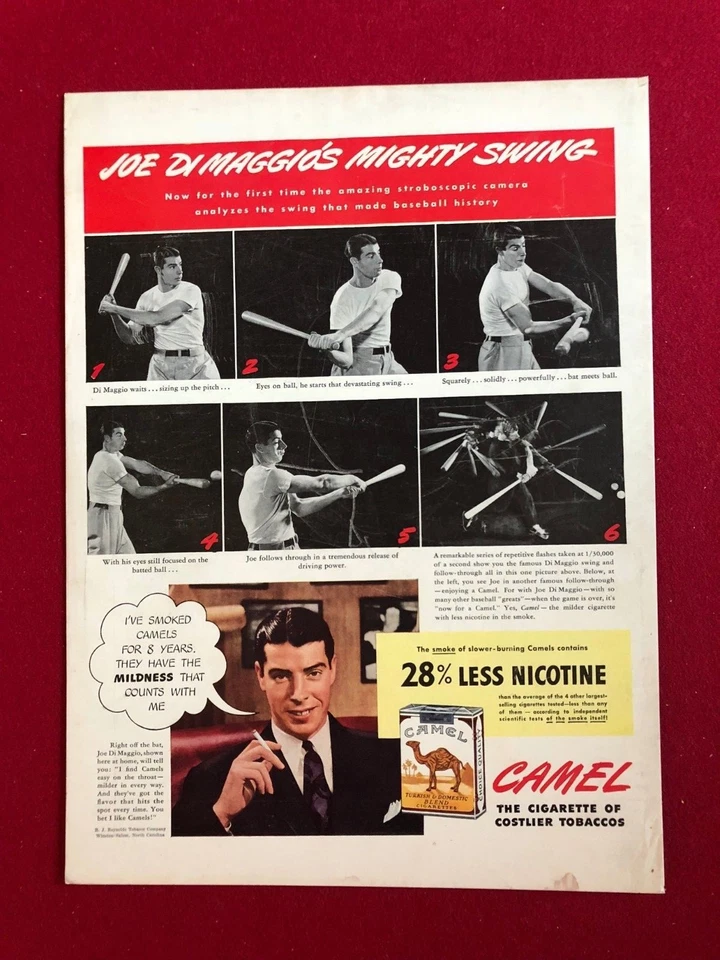 JOE DI MAGGIO'S MIGHTY SWING
Now for the first time the amazing stroboscopic camera
analyzes the swing that made baseball history
1
2
3
Di Maggio waits...sizing up the pitch...
Eyes on ball, he starts that devastating swing...
Squarely...solidly...powerfully...bat meets ball.
4
5
6
With his eyes still focused on the
batted ball...
Joe follows through in a tremendous release of
driving power.
A remarkable series of repetitive flashes taken at 1/30,000
of a second show you the famous Di Maggio swing and
follow-through all in this one picture above. Below, at
the left, you see Joe in another famous follow-through
—enjoying a Camel. For with Joe Di Maggio—with so
many other baseball "greats"—when the game is over, it's
"now for a Camel." Yes, Camel—the milder cigarette
with less nicotine in the smoke.
I'VE SMOKED
CAMELS
FOR 8 YEARS.
THEY HAVE THE
MILDNESS THAT
COUNTS WITH
ME
Right off the bat,
Joe Di Maggio, shown
here at home, will tell
you: "I find Camels
easy on the throat—
milder in every way.
And they've got the
flavor that hits the
spot every time. You
bet I like Camels!"
R. J. Reynolds Tobacco Company
Winston-Salem, North Carolina
The smoke of slower-burning Camels contains
28% LESS NICOTINE
than the average of the 4 other largest-
selling cigarettes tested—less than any
of them—according to independent
scientific tests of the smoke itself!
CAMEL
TURKISH & DOMESTIC
BLEND
CIGARETTES
CAMEL
THE CIGARETTE OF
COSTLIER TOBACCOS